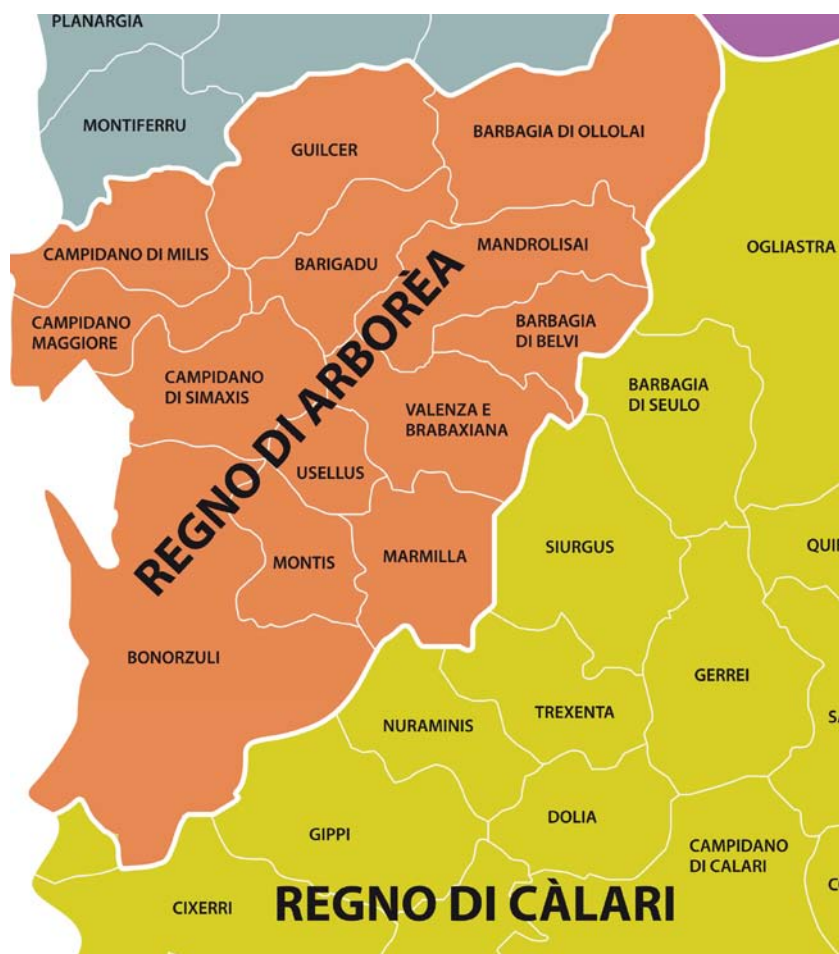 PLANARGIA
MONTIFERRU
GUILCER
BARBAGIA DI OLLOLAI
CAMPIDANO DI MILIS
BARIGADU
MANDROLISAI
OGLIASTRA
CAMPIDANO
MAGGIORE
BARBAGIA
DI BELVI
CAMPIDANO
DI SIMAXIS
BARBAGIA
DI SEULO
VALENZA E
BRABAXIANA
REGNO DI ARBORÈA
USELLUS
MONTIS
MARMILLA
SIURGUS
QUI
BONORZULI
GERREI
NURAMINIS
TREXENTA
SA
GIPPI
DOLIA
CAMPIDANO
DI CALARI
CIXERRI
REGNO DI CÀLARI